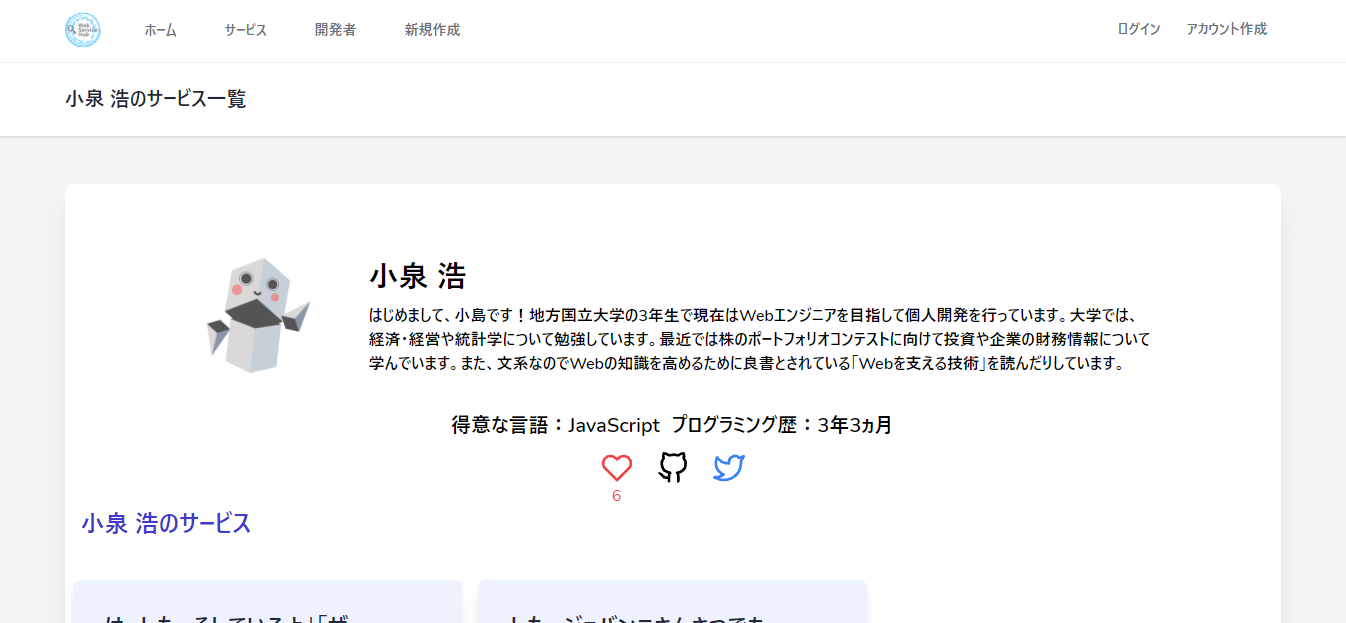 Web Service Hub
ホーム サービス 開発者 新規作成 ログイン アカウント作成
小泉 浩のサービス一覧
小泉 浩
はじめまして、小島です！地方国立大学の3年生で現在はWebエンジニアを目指して個人開発を行っています。大学では、
経済・経営や統計学について勉強しています。最近では株のポートフォリオコンテストに向けて投資や企業の財務情報について
学んでいます。また、文系なのでWebの知識を高めるために良書とされている「Webを支える技術」を読んだりしています。
得意な言語：JavaScript プログラミング歴：3年3ヵ月
6
小泉 浩のサービス